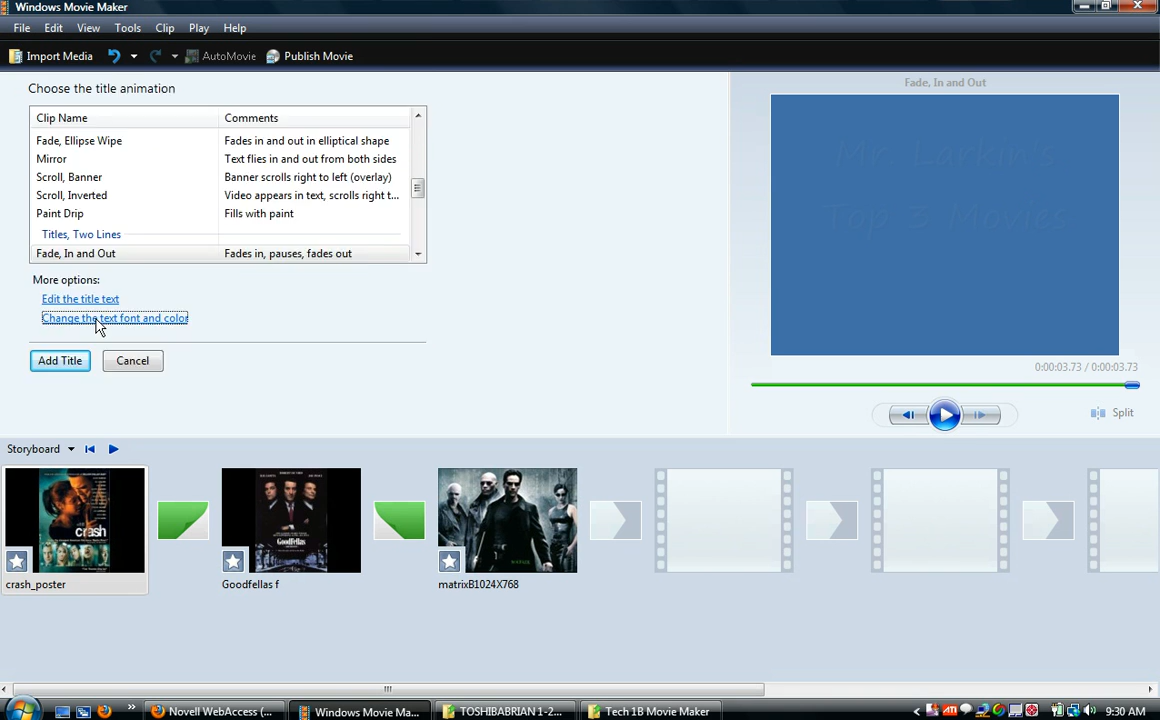 Windows Movie Maker
File Edit View Tools Clip Play Help
Import Media AutoMovie Publish Movie
Choose the title animation
Clip Name Comments
Fade, Ellipse Wipe Fades in and out in elliptical shape
Mirror Text flies in and out from both sides
Scroll, Banner Banner scrolls right to left (overlay)
Scroll, Inverted Video appears in text, scrolls right t...
Paint Drip Fills with paint
Titles, Two Lines
Fade, In and Out Fades in, pauses, fades out
More options:
Edit the title text
Change the text font and color
Add Title Cancel
Fade, In and Out
Mr. Larkin's
Top 3 Movies
0:00:03.73 / 0:00:03.73
Split
Storyboard
crash
Goodfellas
crash_poster Goodfellas f matrixB1024X768
Novell WebAccess (... Windows Movie Ma... TOSHIBABRIAN 1-2... Tech 1B Movie Maker 9:30 AM